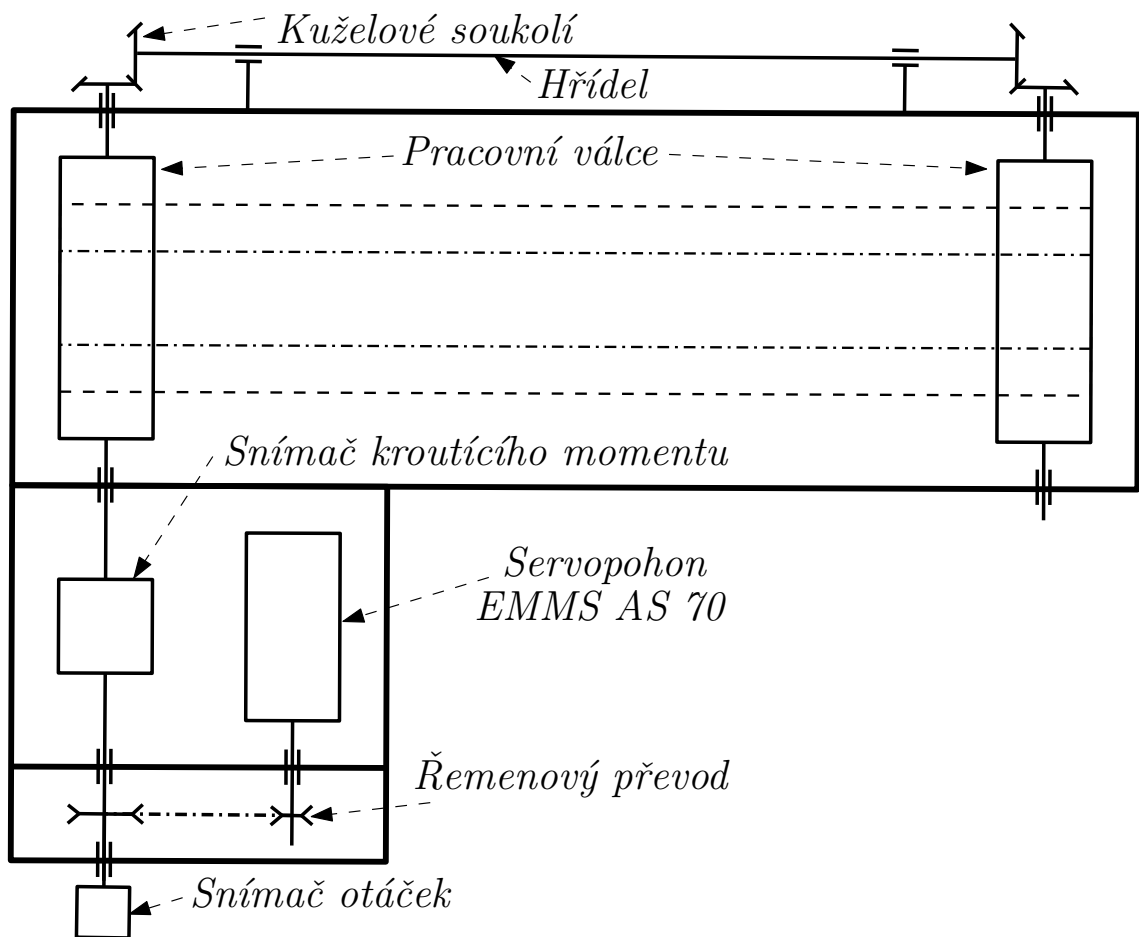 Kuželové soukolí
Hřídel
Pracovní válce
Snímač kroutícího momentu
Servopohon
EMMS AS 70
Řemenový převod
Snímač otáček